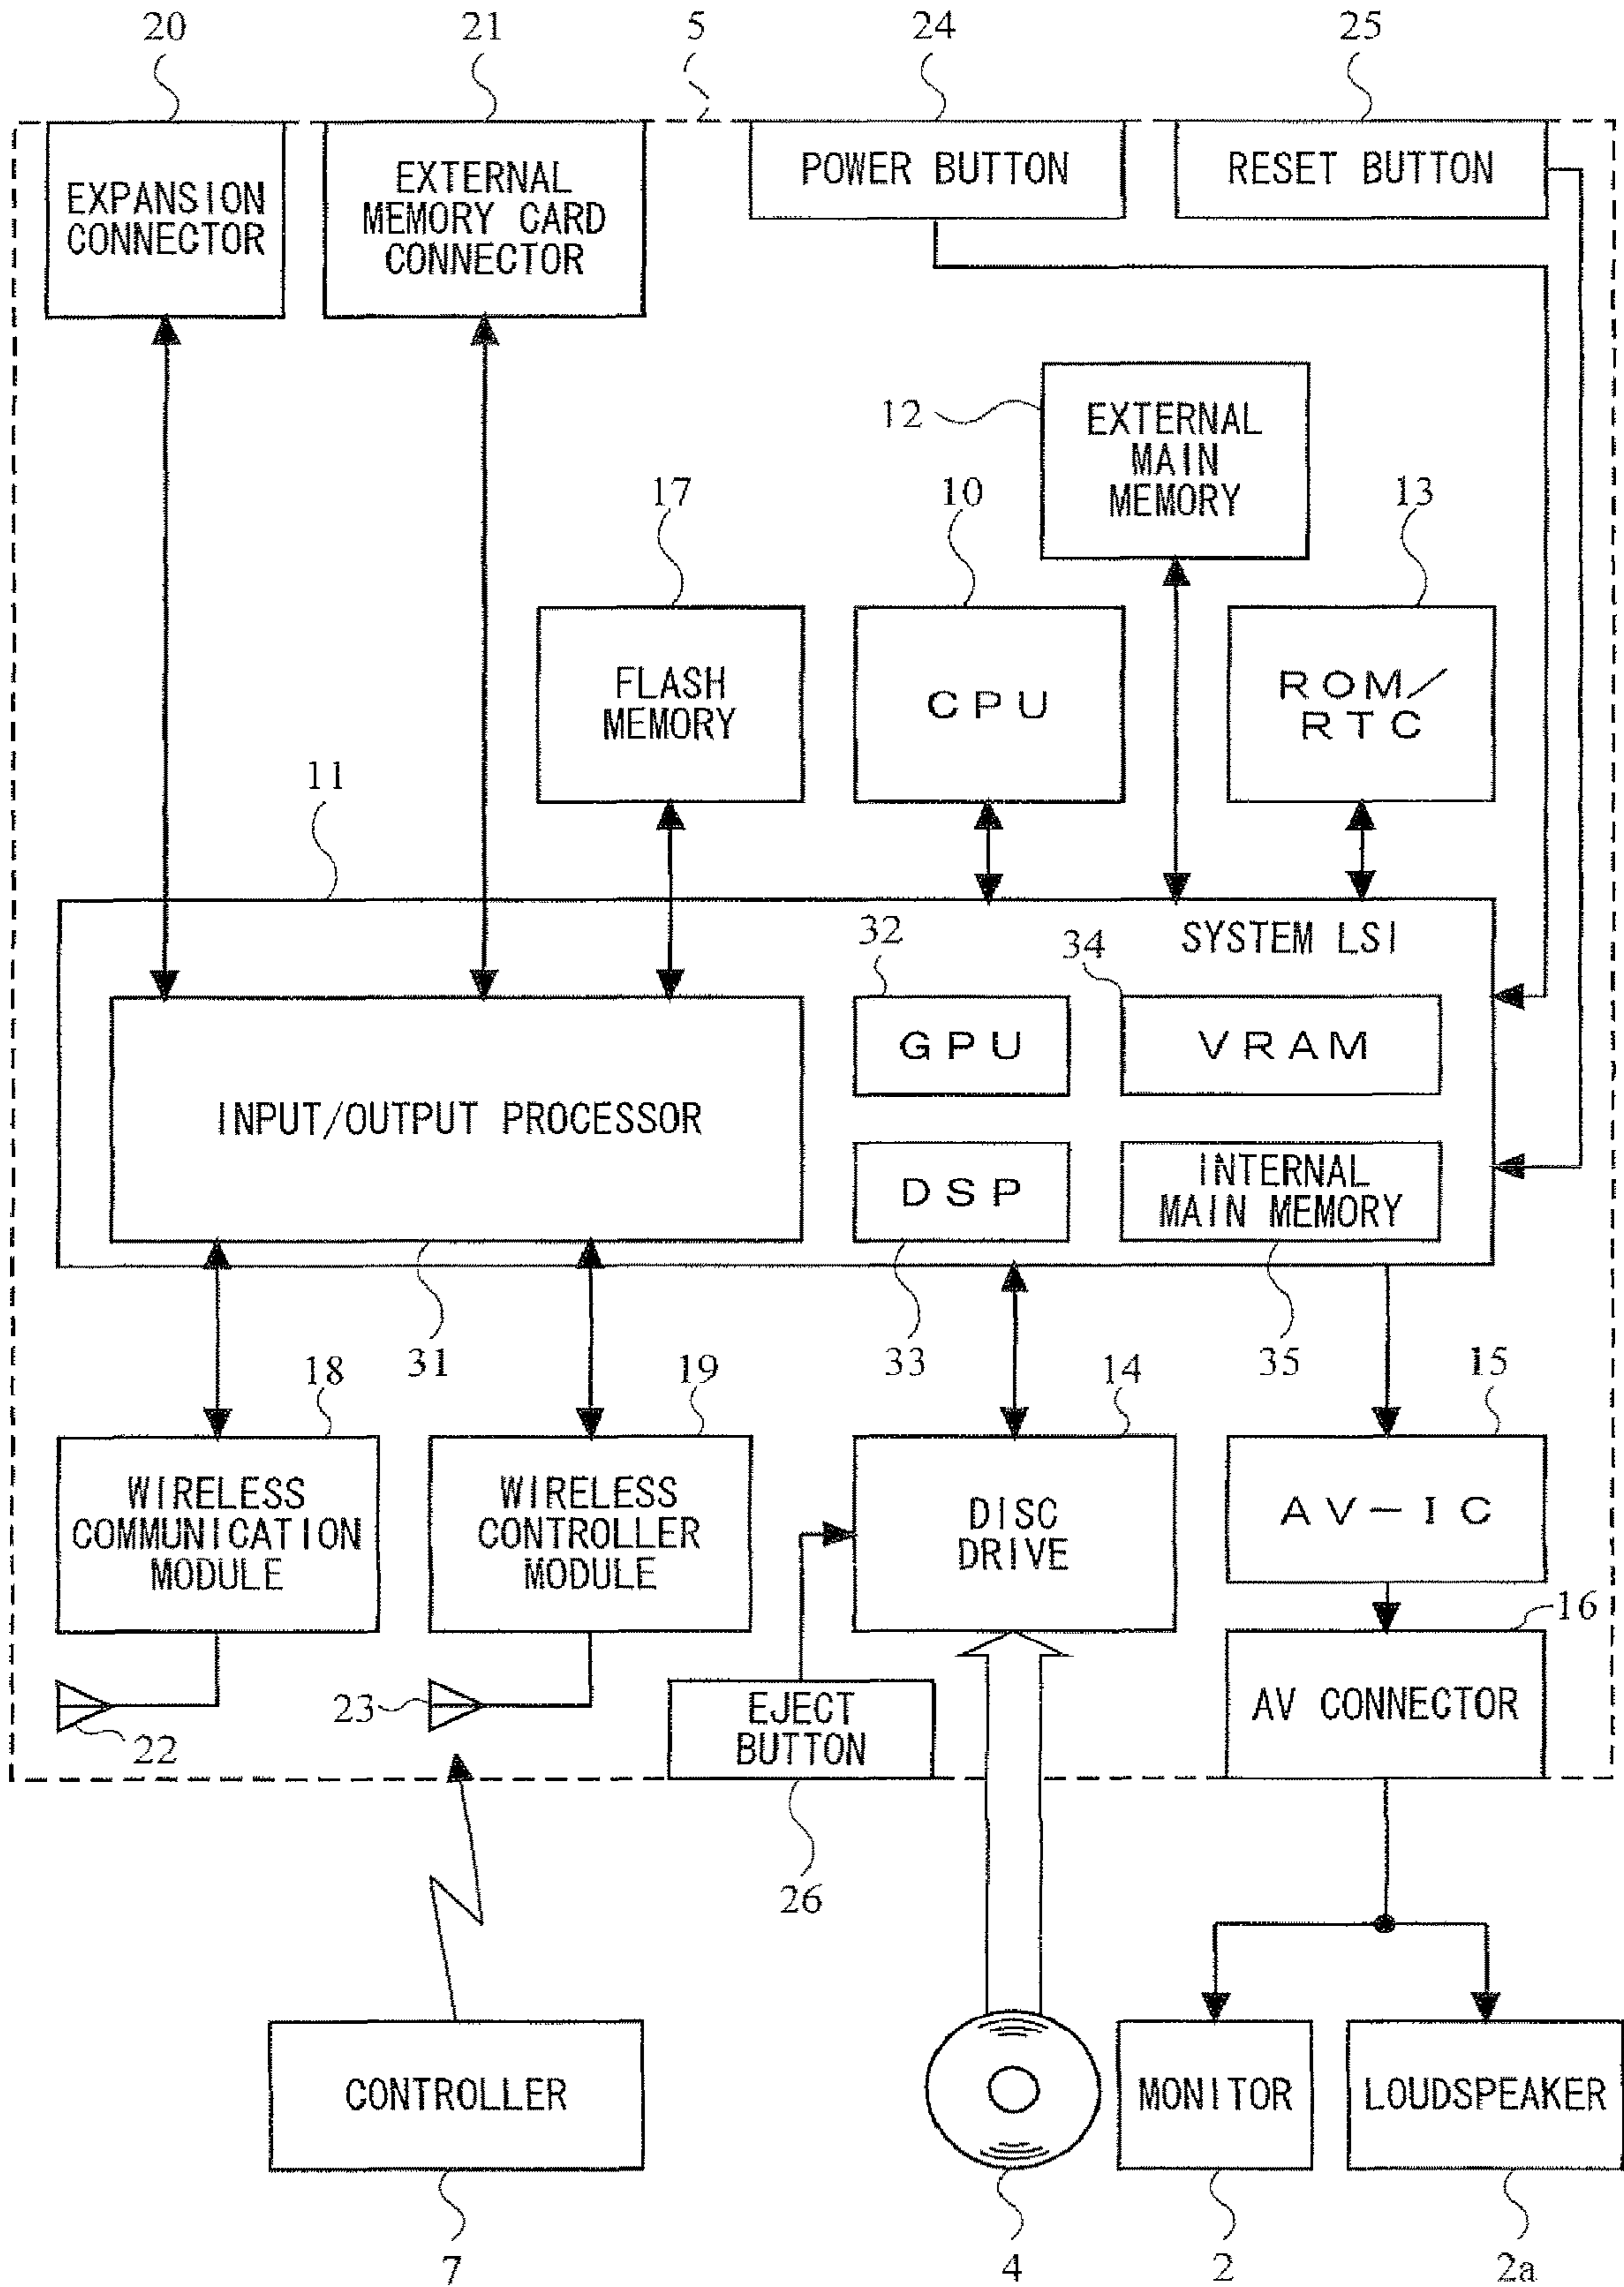 20
21
5
24
25
EXPANSION
CONNECTOR
EXTERNAL
MEMORY CARD
CONNECTOR
POWER BUTTON
RESET BUTTON
12
EXTERNAL
MAIN
MEMORY
17
10
13
FLASH
MEMORY
CPU
ROM/
RTC
11
SYSTEM LSI
32
34
GPU
VRAM
INPUT/OUTPUT PROCESSOR
DSP
INTERNAL
MAIN MEMORY
31
33
35
18
19
14
15
WIRELESS
COMMUNICATION
MODULE
WIRELESS
CONTROLLER
MODULE
DISC
DRIVE
AV-IC
16
22
23
EJECT
BUTTON
AV CONNECTOR
26
CONTROLLER
MONITOR
LOUDSPEAKER
7
4
2
2a